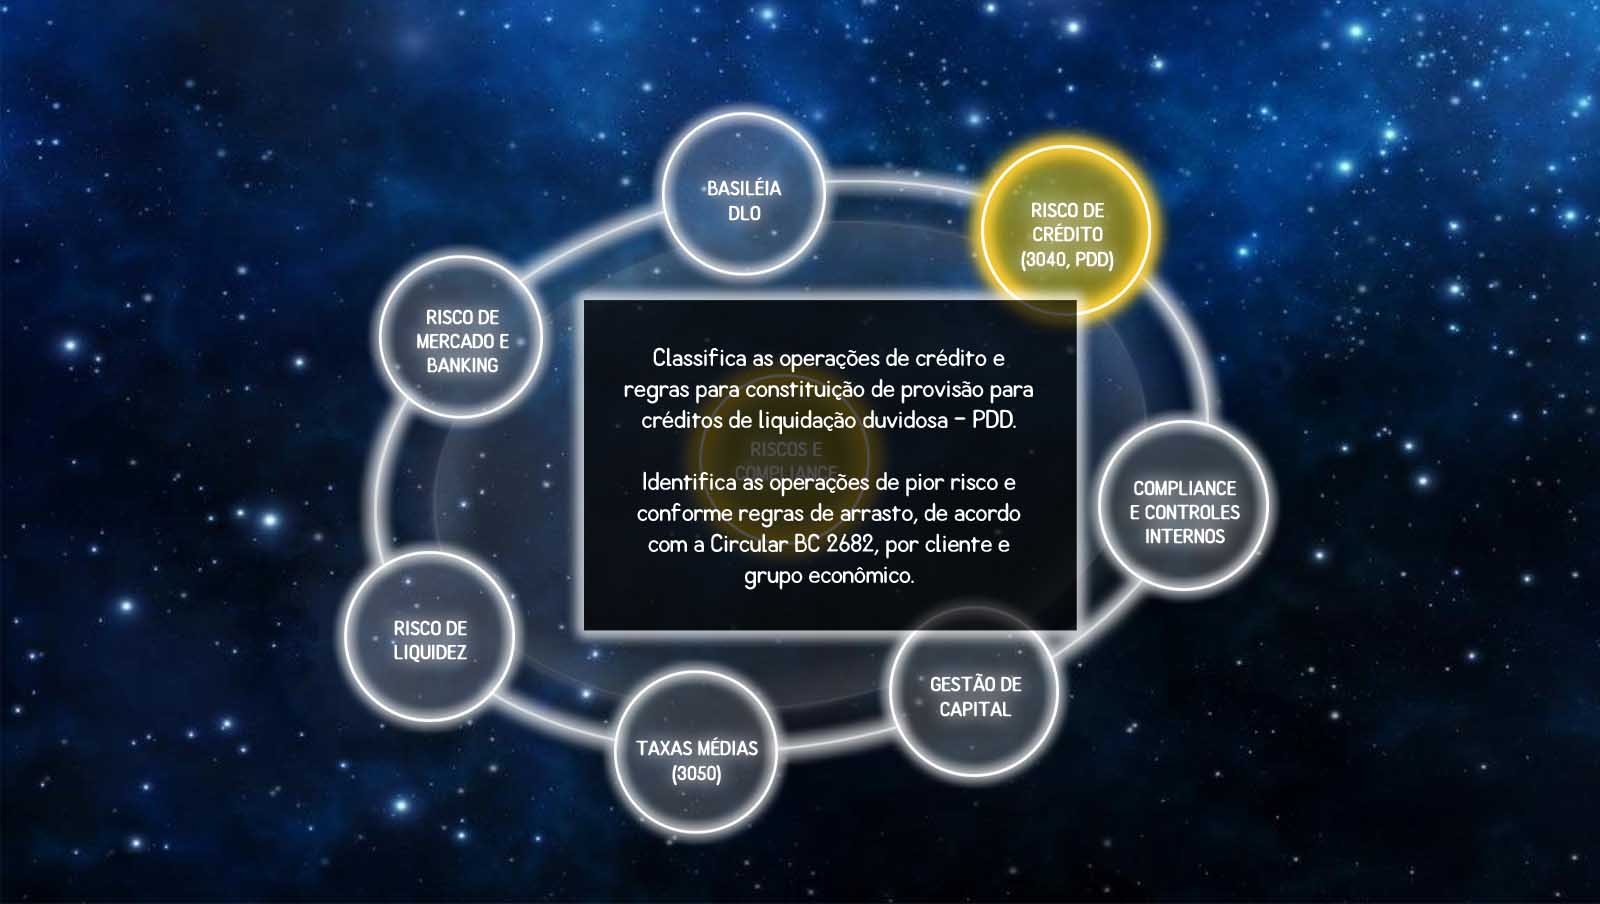 BASILÉIA
DLO
RISCO DE
CRÉDITO
(3040, PDD)
RISCO DE
MERCADO E
BANKING
Classifica as operações de crédito e
regras para constituição de provisão para
créditos de liquidação duvidosa – PDD.
RISCOS E
COMPLIANCE
Identifica as operações de pior risco e
conforme regras de arrasto, de acordo
com a Circular BC 2682, por cliente e
grupo econômico.
COMPLIANCE
E CONTROLES
INTERNOS
RISCO DE
LIQUIDEZ
GESTÃO DE
CAPITAL
TAXAS MÉDIAS
(3050)